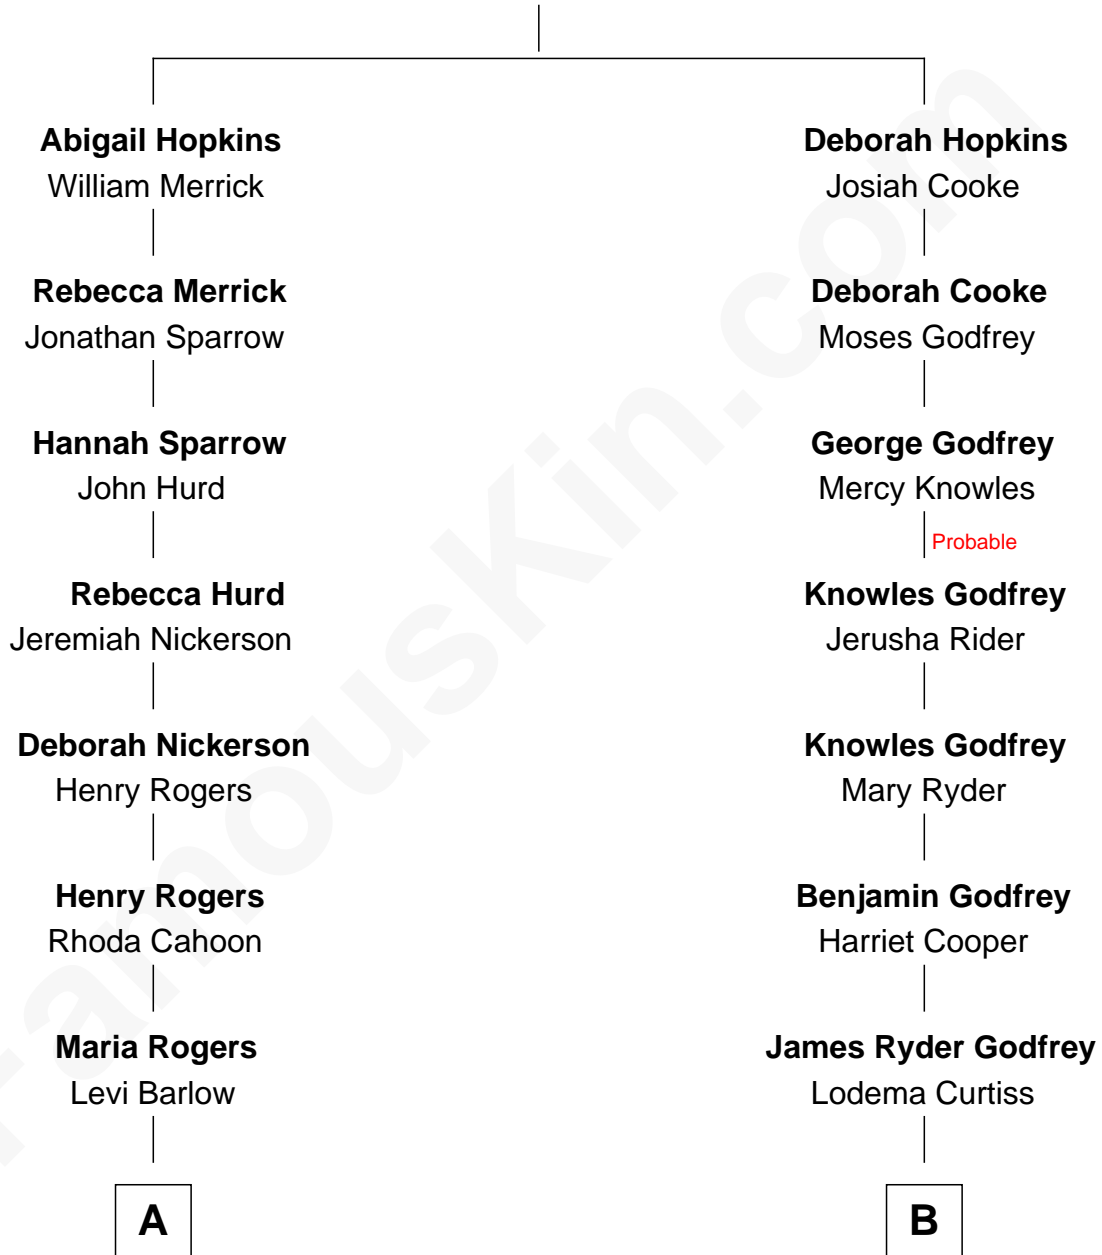 Abigail Hopkins
William Merrick
Rebecca Merrick
Jonathan Sparrow
Hannah Sparrow
John Hurd
Rebecca Hurd
Jeremiah Nickerson
Deborah Nickerson
Henry Rogers
Henry Rogers
Rhoda Cahoon
Maria Rogers
Levi Barlow
A
Deborah Hopkins
Josiah Cooke
Deborah Cooke
Moses Godfrey
George Godfrey
Mercy Knowles
Probable
Knowles Godfrey
Jerusha Rider
Knowles Godfrey
Mary Ryder
Benjamin Godfrey
Harriet Cooper
James Ryder Godfrey
Lodema Curtiss
B
FamousKin.com